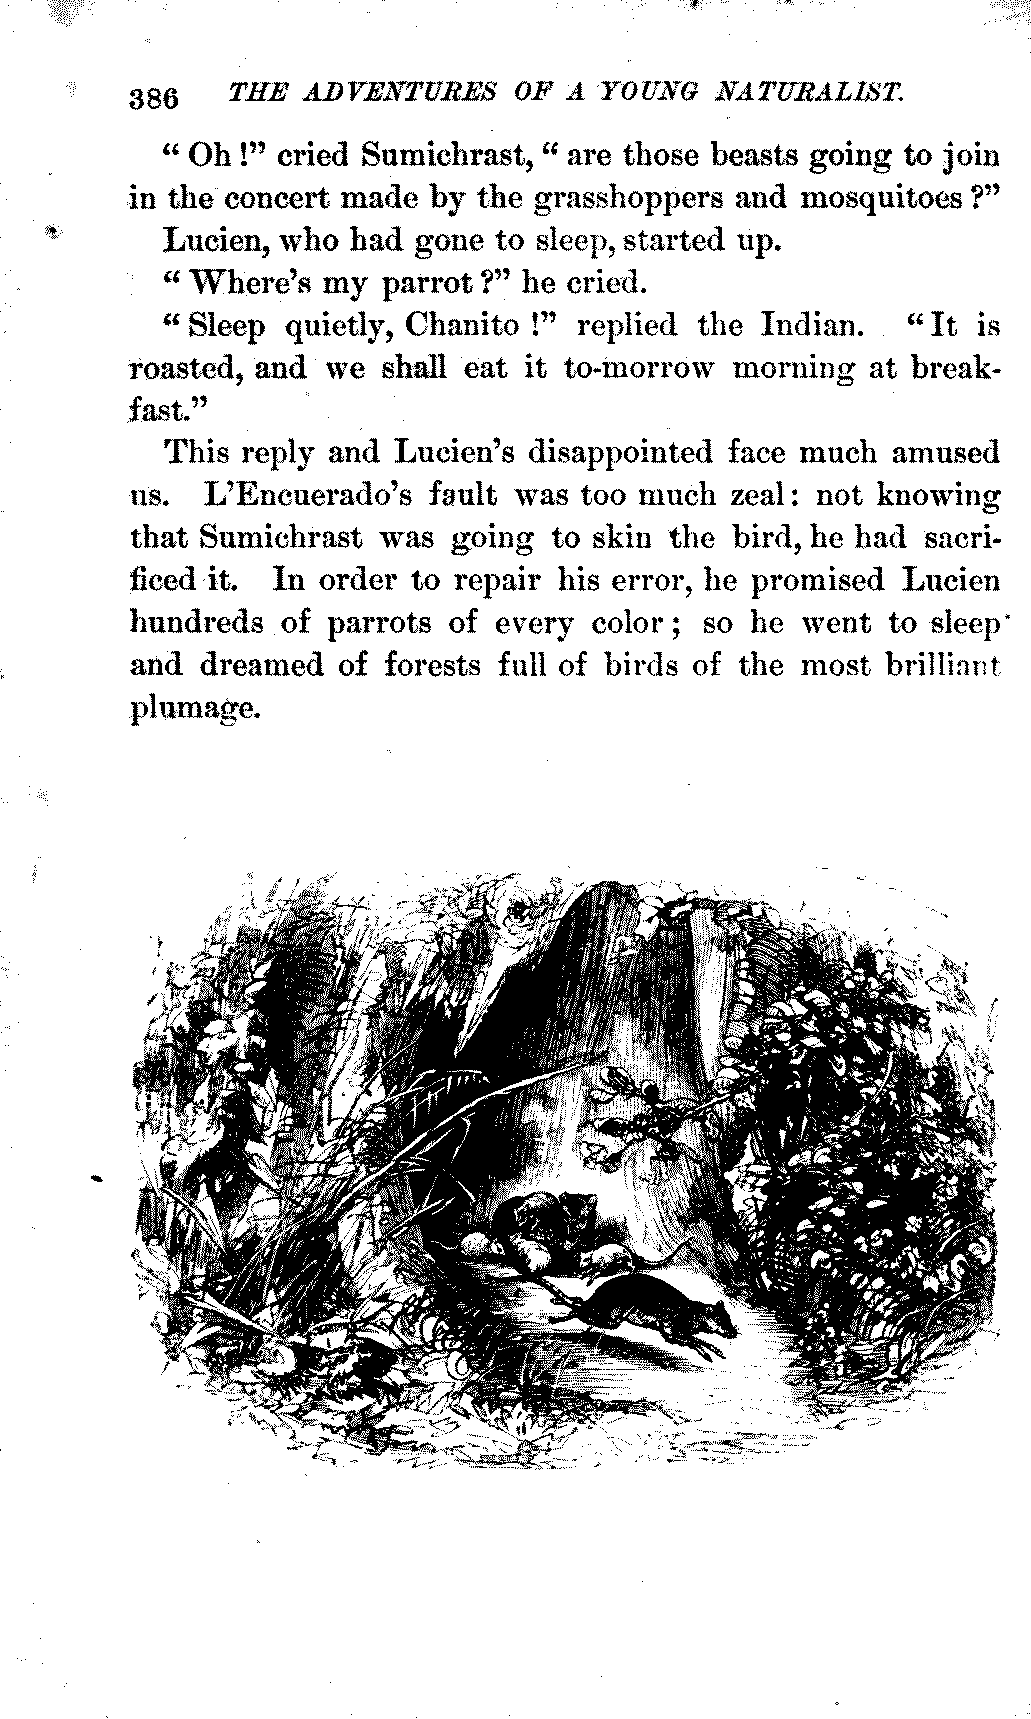 386 THE ADVENTURES OF A YOUNG NATURALIST.
“ Oh !” cried Sumichrast, “ are those beasts going to join
in the concert made by the grasshoppers and mosquitoes ?”
Lucien, who had gone to sleep, started up.
“ Where’s my parrot ?” he cried.
“ Sleep quietly, Chanito !” replied the Indian. “ It is
roasted, and we shall eat it to-morrow morning at break-
fast.”
This reply and Lucien’s disappointed face much amused
us. L’Encuerado’s fault was too much zeal: not knowing
that Sumichrast was going to skin the bird, he had sacri-
ficed it. In order to repair his error, he promised Lucien
hundreds of parrots of every color; so he went to sleep
and dreamed of forests full of birds of the most brilliant
plumage.